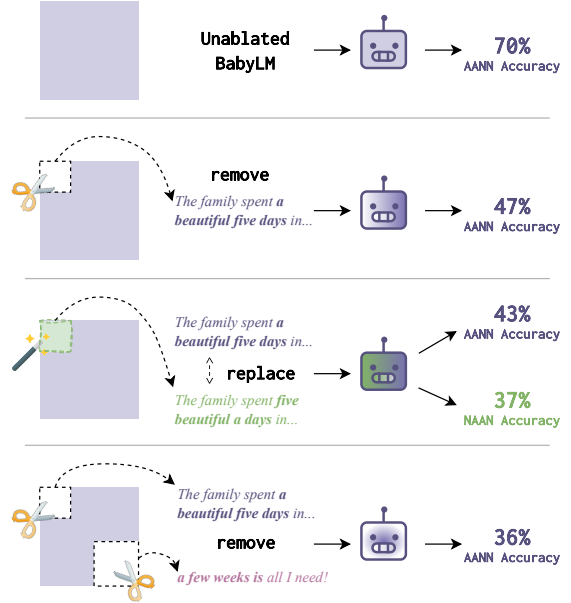 Unablated
BabyLM
70%
AANN Accuracy
remove
The family spent a
beautiful five days in...
47%
AANN Accuracy
The family spent a
beautiful five days in...
replace
The family spent five
beautiful a days in...
43%
AANN Accuracy
37%
NAAN Accuracy
The family spent a
beautiful five days in...
remove
a few weeks is all I need!
36%
AANN Accuracy